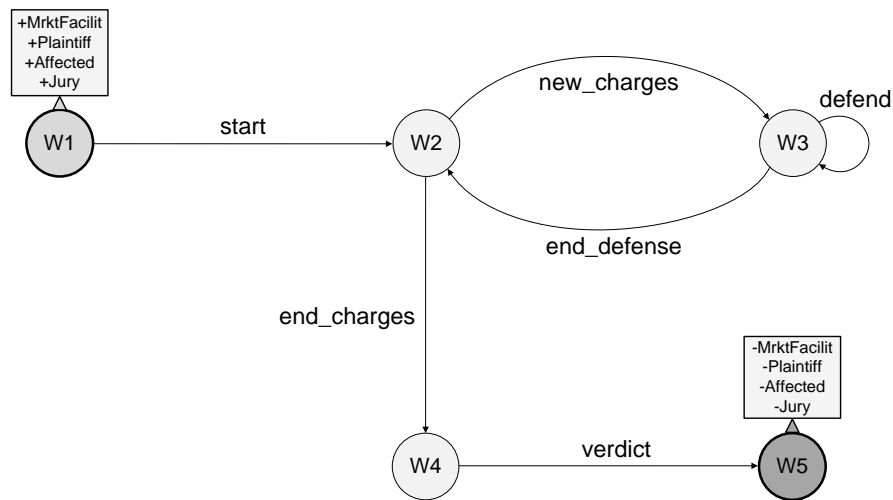 +MrktFacilit
+Plaintiff
+Affected
+Jury
W1
start
W2
new_charges
W3
defend
end_defense
end_charges
-MrktFacilit
-Plaintiff
-Affected
-Jury
W4
verdict
W5